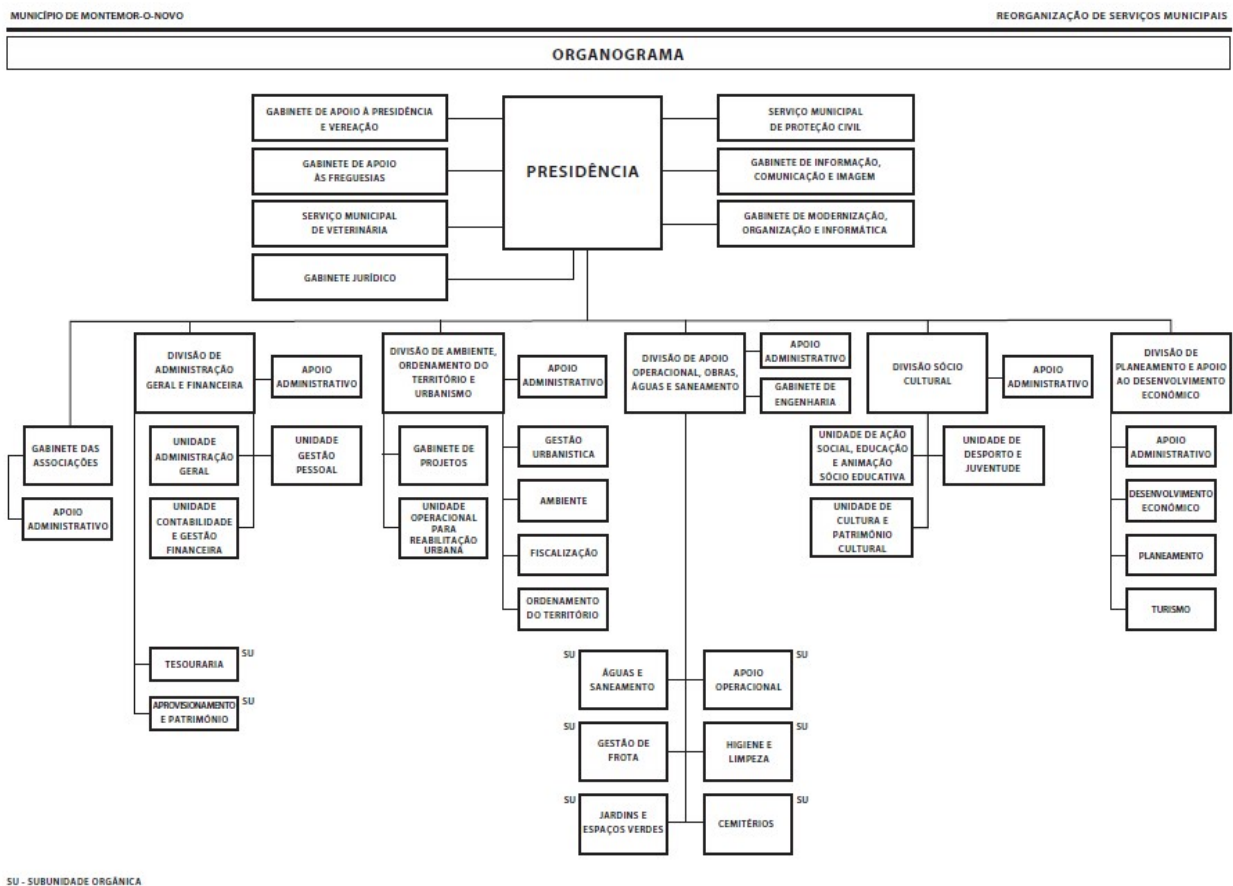 MUNICÍPIO DE MONTEMOR-O-NOVO
REORGANIZAÇÃO DE SERVIÇOS MUNICIPAIS
ORGANOGRAMA
GABINETE DE APOIO À PRESIDÊNCIA
E VEREAÇÃO
GABINETE DE APOIO
ÀS FREGUESIAS
SERVIÇO MUNICIPAL
DE VETERINÁRIA
GABINETE JURÍDICO
PRESIDÊNCIA
SERVIÇO MUNICIPAL
DE PROTEÇÃO CIVIL
GABINETE DE INFORMAÇÃO,
COMUNICAÇÃO E IMAGEM
GABINETE DE MODERNIZAÇÃO,
ORGANIZAÇÃO E INFORMÁTICA
GABINETE DAS
ASSOCIAÇÕES
APOIO
ADMINISTRATIVO
DIVISÃO DE
ADMINISTRAÇÃO
GERAL E FINANCEIRA
APOIO
ADMINISTRATIVO
UNIDADE
ADMINISTRAÇÃO
GERAL
UNIDADE
GESTÃO
PESSOAL
UNIDADE
CONTABILIDADE
E GESTÃO
FINANCEIRA
TESOURARIA
SU
APROVISIONAMENTO
E PATRIMÓNIO
SU
DIVISÃO DE AMBIENTE,
ORDENAMENTO DO
TERRITÓRIO E
URBANISMO
APOIO
ADMINISTRATIVO
GABINETE DE
PROJETOS
UNIDADE
OPERACIONAL
PARA
REABILITAÇÃO
URBANA
GESTÃO
URBANISTICA
AMBIENTE
FISCALIZAÇÃO
ORDENAMENTO
DO TERRITÓRIO
DIVISÃO DE APOIO
OPERACIONAL, OBRAS,
ÁGUAS E SANEAMENTO
APOIO
ADMINISTRATIVO
GABINETE DE
ENGENHARIA
SU
ÁGUAS E
SANEAMENTO
APOIO
OPERACIONAL
SU
SU
GESTÃO DE
FROTA
HIGIENE E
LIMPEZA
SU
SU
JARDINS E
ESPAÇOS VERDES
CEMITÉRIOS
SU
DIVISÃO SÓCIO
CULTURAL
APOIO
ADMINISTRATIVO
UNIDADE DE AÇÃO
SOCIAL, EDUCAÇÃO
E ANIMAÇÃO
SÓCIO EDUCATIVA
UNIDADE DE
DESPORTO E
JUVENTUDE
UNIDADE DE
CULTURA E
PATRIMÓNIO
CULTURAL
DIVISÃO DE
PLANEAMENTO E APOIO
AO DESENVOLVIMENTO
ECONÓMICO
APOIO
ADMINISTRATIVO
DESENVOLVIMENTO
ECONÓMICO
PLANEAMENTO
TURISMO
SU - SUBUNIDADE ORGÂNICA